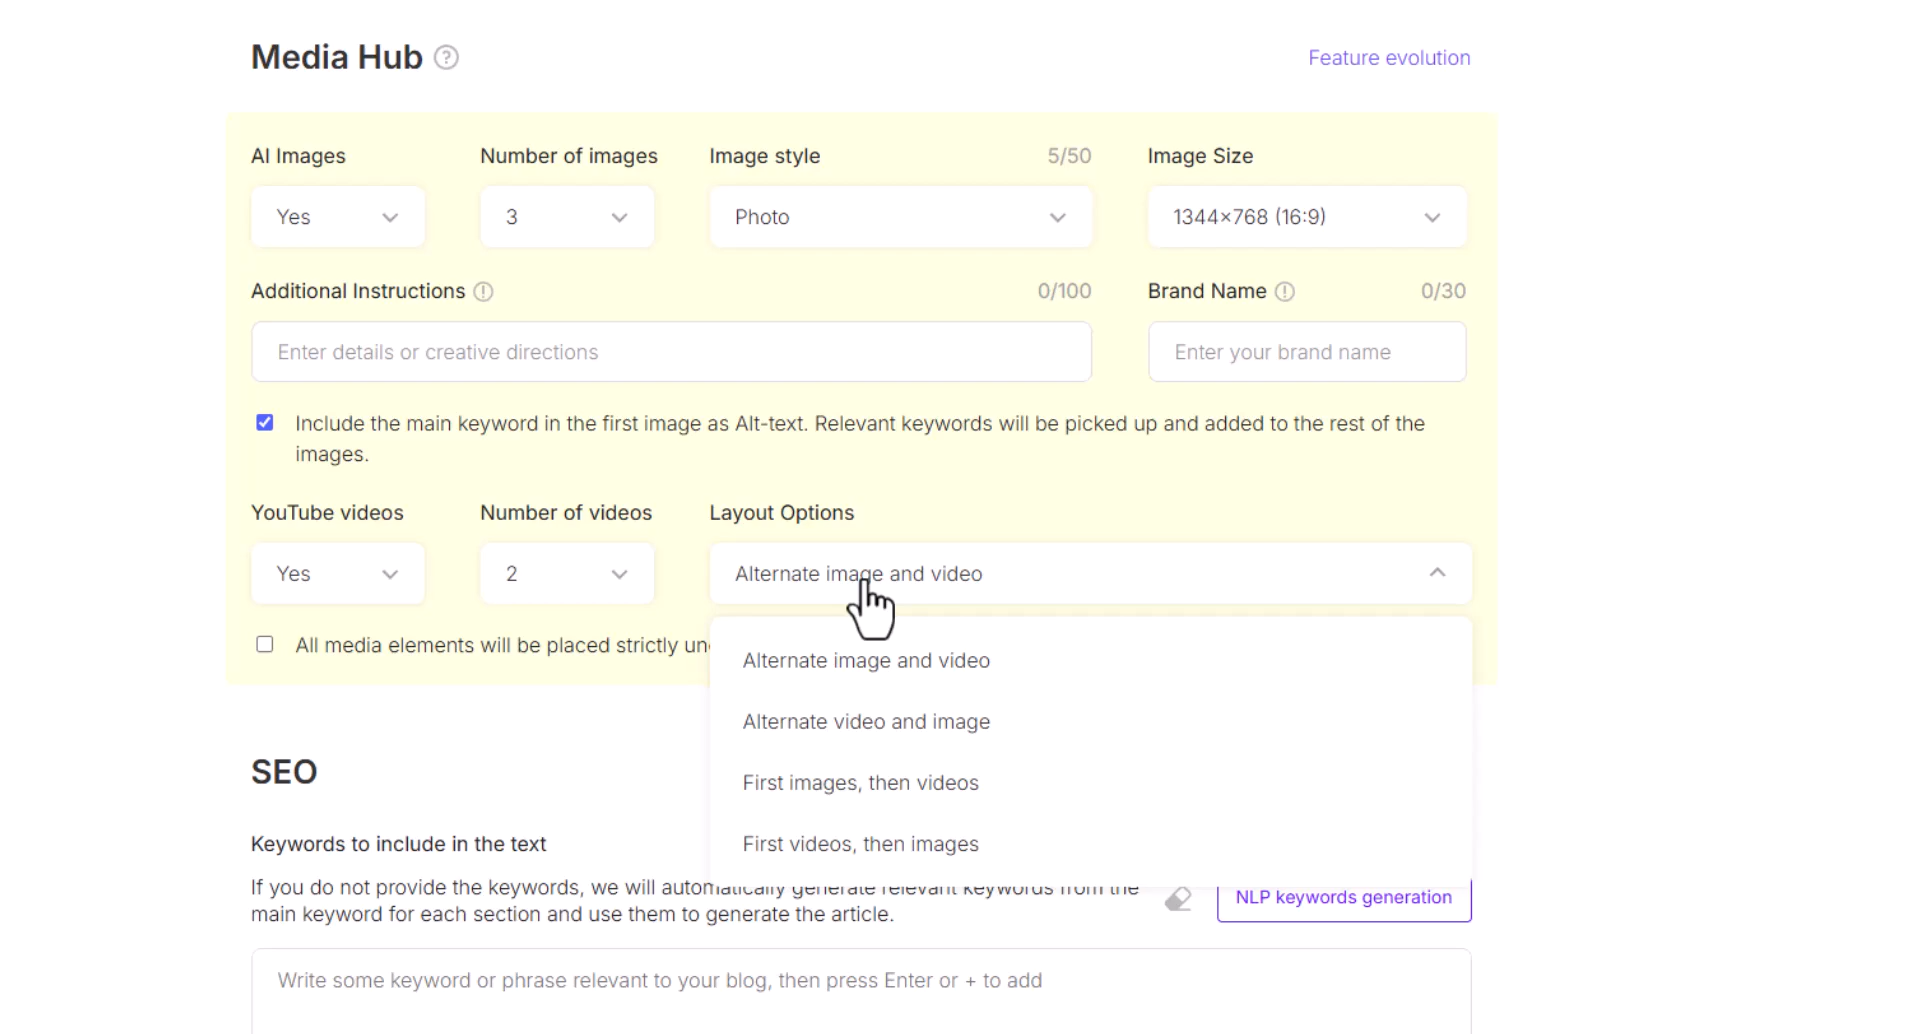 Media Hub
Feature evolution
AI Images
Number of images
Image style
5/50
Image Size
Yes
3
Photo
1344×768 (16:9)
Additional Instructions
0/100
Brand Name
0/30
Enter details or creative directions
Enter your brand name
Include the main keyword in the first image as Alt-text. Relevant keywords will be picked up and added to the rest of the
images.
YouTube videos
Number of videos
Layout Options
Yes
2
Alternate image and video
All media elements will be placed strictly
Alternate image and video
Alternate video and image
First images, then videos
First videos, then images
SEO
Keywords to include in the text
If you do not provide the keywords, we will automatically generate relevant keywords from the
main keyword for each section and use them to generate the article.
NLP keywords generation
Write some keyword or phrase relevant to your blog, then press Enter or + to add